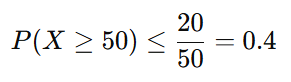 P(X ≥ 50) ≤ 20/50 = 0.4